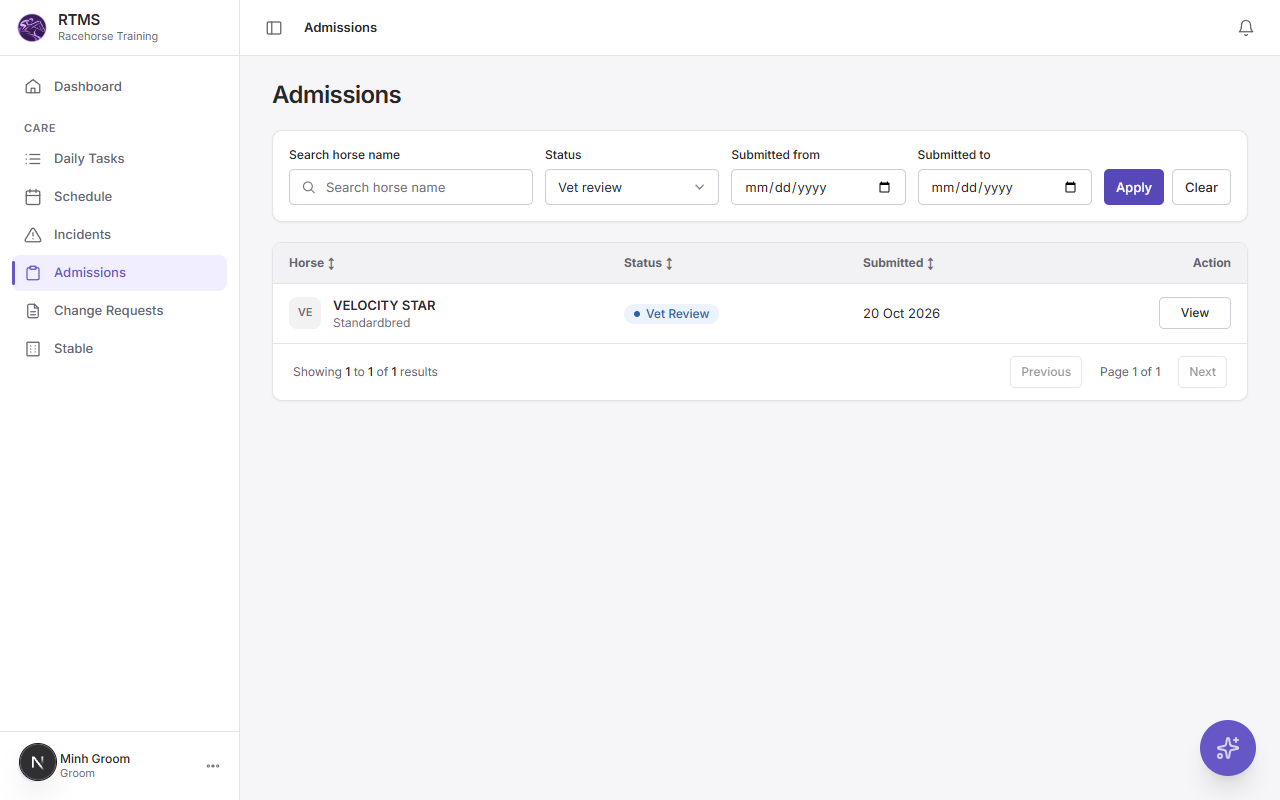 RTMS
Racehorse Training
Admissions
Dashboard
CARE
Daily Tasks
Schedule
Incidents
Admissions
Change Requests
Stable
N
Minh Groom
Groom
Admissions
Search horse name
Status
Submitted from
Submitted to
Search horse name
Vet review
mm/dd/yyyy
mm/dd/yyyy
Apply
Clear
Horse
Status
Submitted
Action
VE
VELOCITY STAR
Standardbred
Vet Review
20 Oct 2026
View
Showing 1 to 1 of 1 results
Previous
Page 1 of 1
Next